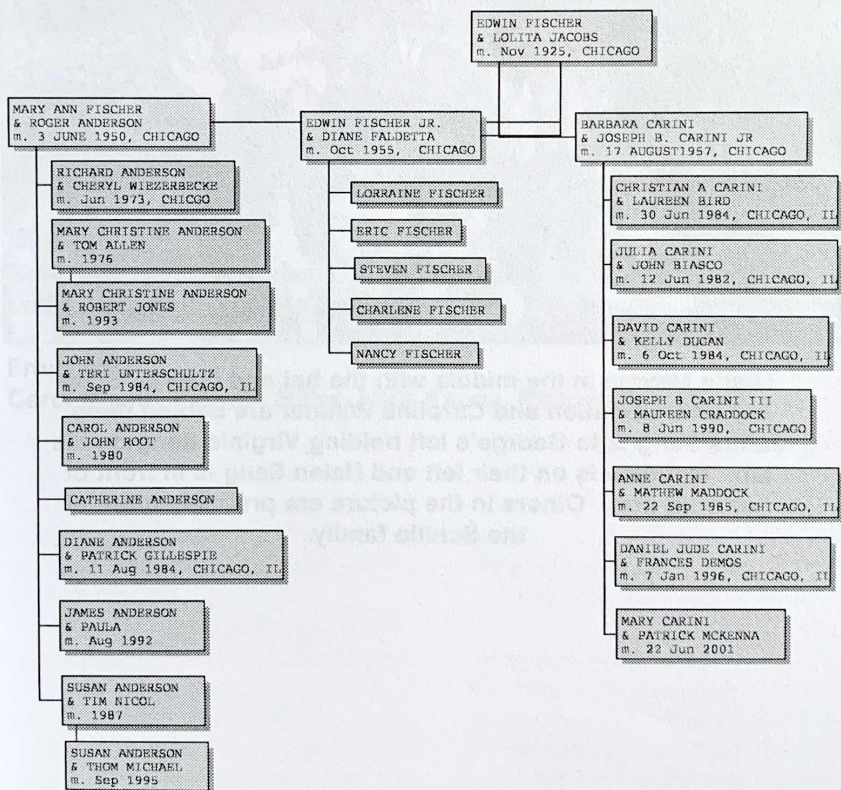 EDWIN FISCHER
& LOLITA JACOBS
m. Nov 1925, CHICAGO
MARY ANN FISCHER
& ROGER ANDERSON
m. 3 JUNE 1950, CHICAGO
RICHARD ANDERSON
& CHERYL WIEZERBECKE
m. Jun 1973, CHICGO
MARY CHRISTINE ANDERSON
& TOM ALLEN
m. 1976
MARY CHRISTINE ANDERSON
& ROBERT JONES
m. 1993
JOHN ANDERSON
& TERI UNTERSCHULTZ
m. Sep 1984, CHICAGO, IL
CAROL ANDERSON
& JOHN ROOT
m. 1980
CATHERINE ANDERSON
DIANE ANDERSON
& PATRICK GILLESPIE
m. 11 Aug 1984, CHICAGO, IL
JAMES ANDERSON
& PAULA
m. Aug 1992
SUSAN ANDERSON
& TIM NICOL
m. 1987
SUSAN ANDERSON
& THOM MICHAEL
m. Sep 1995
EDWIN FISCHER JR.
& DIANE FALDETTA
m. Oct 1955, CHICAGO
LORRAINE FISCHER
ERIC FISCHER
STEVEN FISCHER
CHARLENE FISCHER
NANCY FISCHER
BARBARA CARINI
& JOSEPH B. CARINI JR
m. 17 AUGUST1957, CHICAGO
CHRISTIAN A CARINI
& LAUREEN BIRD
m. 30 Jun 1984, CHICAGO, IL
JULIA CARINI
& JOHN BIASCO
m. 12 Jun 1982, CHICAGO, IL
DAVID CARINI
& KELLY DUGAN
m. 6 Oct 1984, CHICAGO, IL
JOSEPH B CARINI III
& MAUREEN CRADDOCK
m. 8 Jun 1990, CHICAGO
ANNE CARINI
& MATHEW MADDOCK
m. 22 Sep 1985, CHICAGO, IL
DANIEL JUDE CARINI
& FRANCES DEMOS
m. 7 Jan 1996, CHICAGO, IL
MARY CARINI
& PATRICK MCKENNA
m. 22 Jun 2001